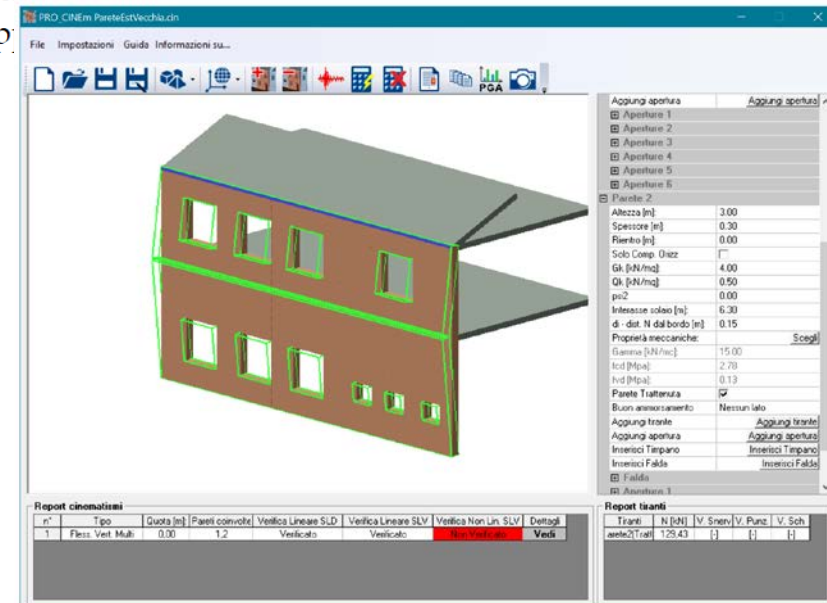 PRO_CINEm PareteEstVecchia.cin
File Impostazioni Guida Informazioni su...
PGA
Aggiungi apertura Aggiungi apertura
Aperture 1
Aperture 2
Aperture 3
Aperture 4
Aperture 5
Aperture 6
Parete 2
Altezza [m]: 3.00
Spessore [m] 0.30
Rientro [m]: 0.00
Solo Comp. Orizz
Gk [kN/mq]: 4.00
Qk [kN/mq]: 0.50
psi2 0.00
Interasse solaio [m]: 6.30
di - dist. N dal bordo [m]: 0.15
Proprietà meccaniche: Scegli
Gamma [kN/mc]: 15.00
fcd [Mpa]: 2.78
fvd [Mpa]: 0.13
Parete Trattenuta
Buon ammorsamento Nessun lato
Aggiungi tirante Aggiungi tirante
Aggiungi apertura Aggiungi apertura
Inserisci Timpano Inserisci Timpano
Inserisci Falda Inserisci Falda
Falda
Apertura 1
Report cinematismi
n° Tipo Quota [m] Pareti coinvolte Verifica Lineare SLD Verifica Lineare SLV Verifica Non Lin. SLV Dettagli
1 Fless. Vert. Multi 0,00 1,2 Verificato Verificato Non Verificato Vedi
Report tiranti
Tiranti N [kN] V. Snerv V. Punz. V. Sch
arete2(Tratt 129,43 [-] [-] [-]